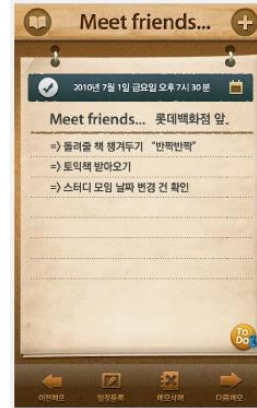 Meet friends...
2010년 7월 1일 금요일 오후 7시 30분
Meet friends... 롯데백화점 앞.
=> 돌려줄 책 챙겨두기 "반짝반짝"
=> 토익책 받아오기
=> 스터디 모임 날짜 변경 건 확인
To Do
이전메모 일정등록 메모삭제 다음메모